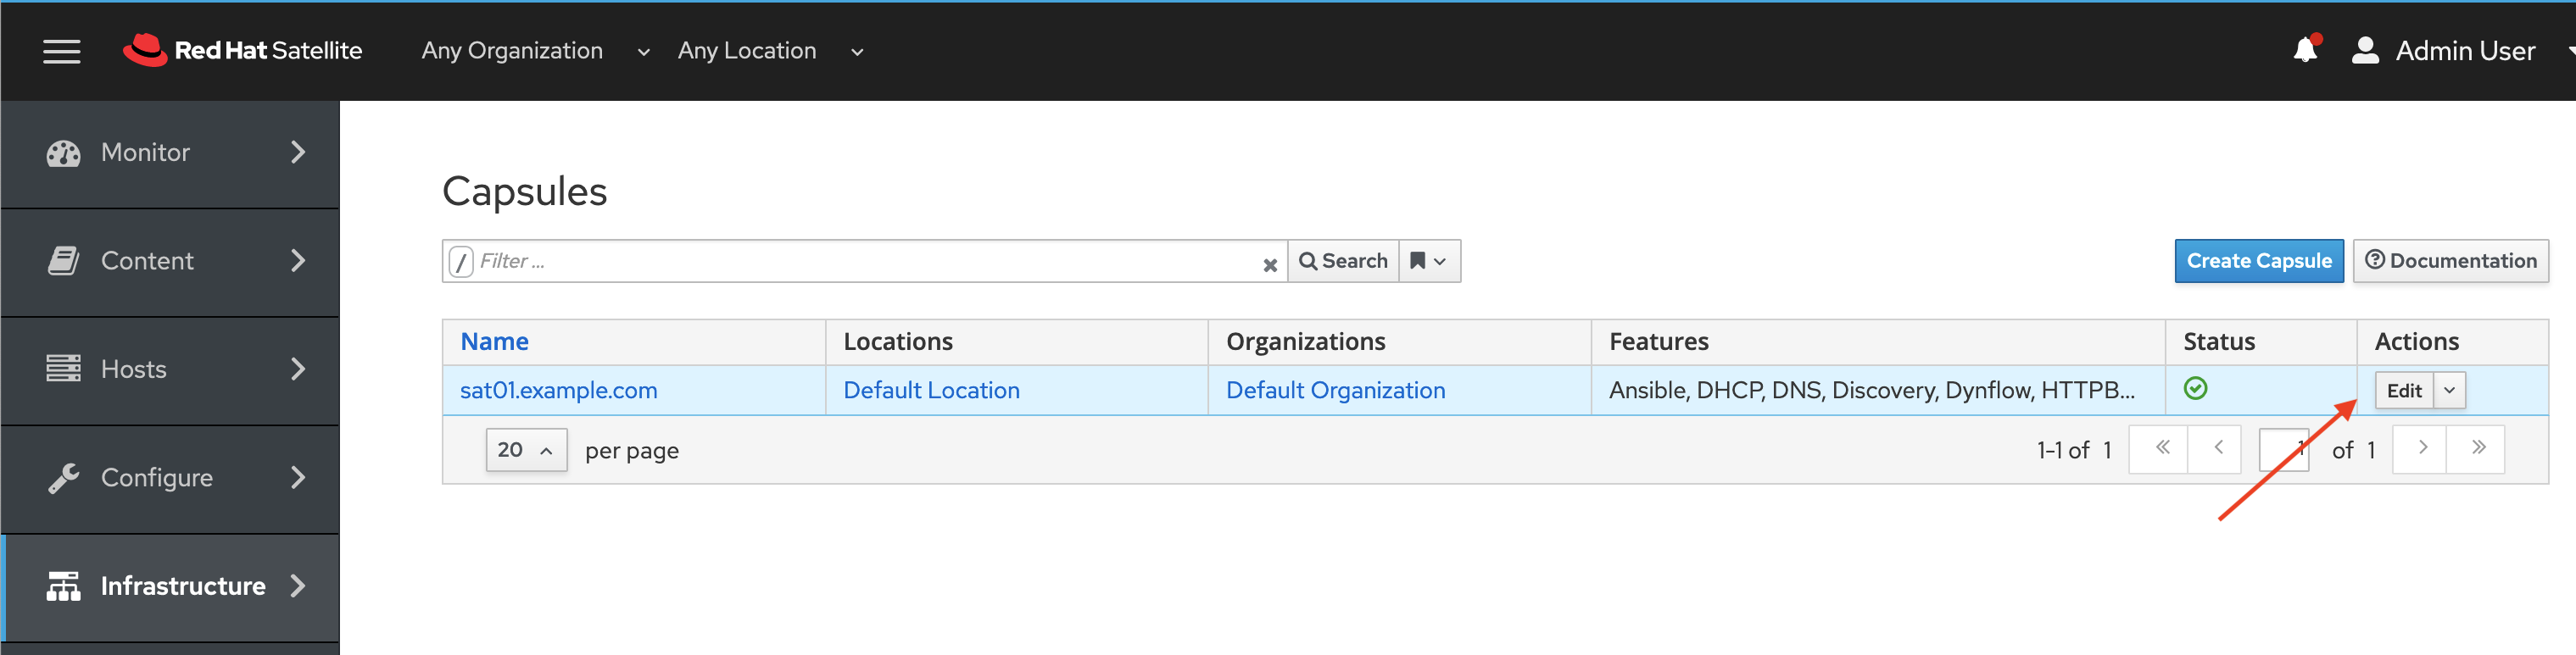 Red Hat Satellite Any Organization Any Location Admin User
Monitor
Content
Hosts
Configure
Infrastructure
Capsules
/ Filter ... Search Create Capsule Documentation
Name Locations Organizations Features Status Actions
sat01.example.com Default Location Default Organization Ansible, DHCP, DNS, Discovery, Dynflow, HTTPB... Edit
20 per page 1-1 of 1 « ‹ 1 of 1 › »